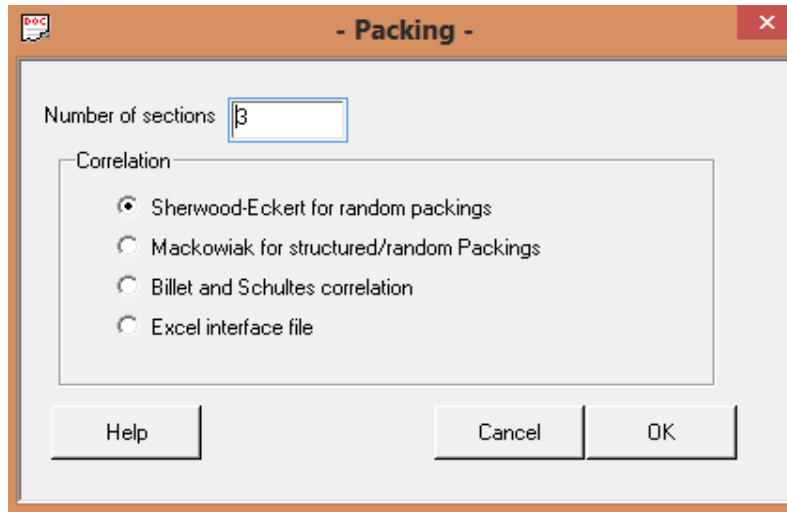 DOC
- Packing -
Number of sections 3
Correlation
Sherwood-Eckert for random packings
Mackowiak for structured/random Packings
Billet and Schultes correlation
Excel interface file
Help Cancel OK